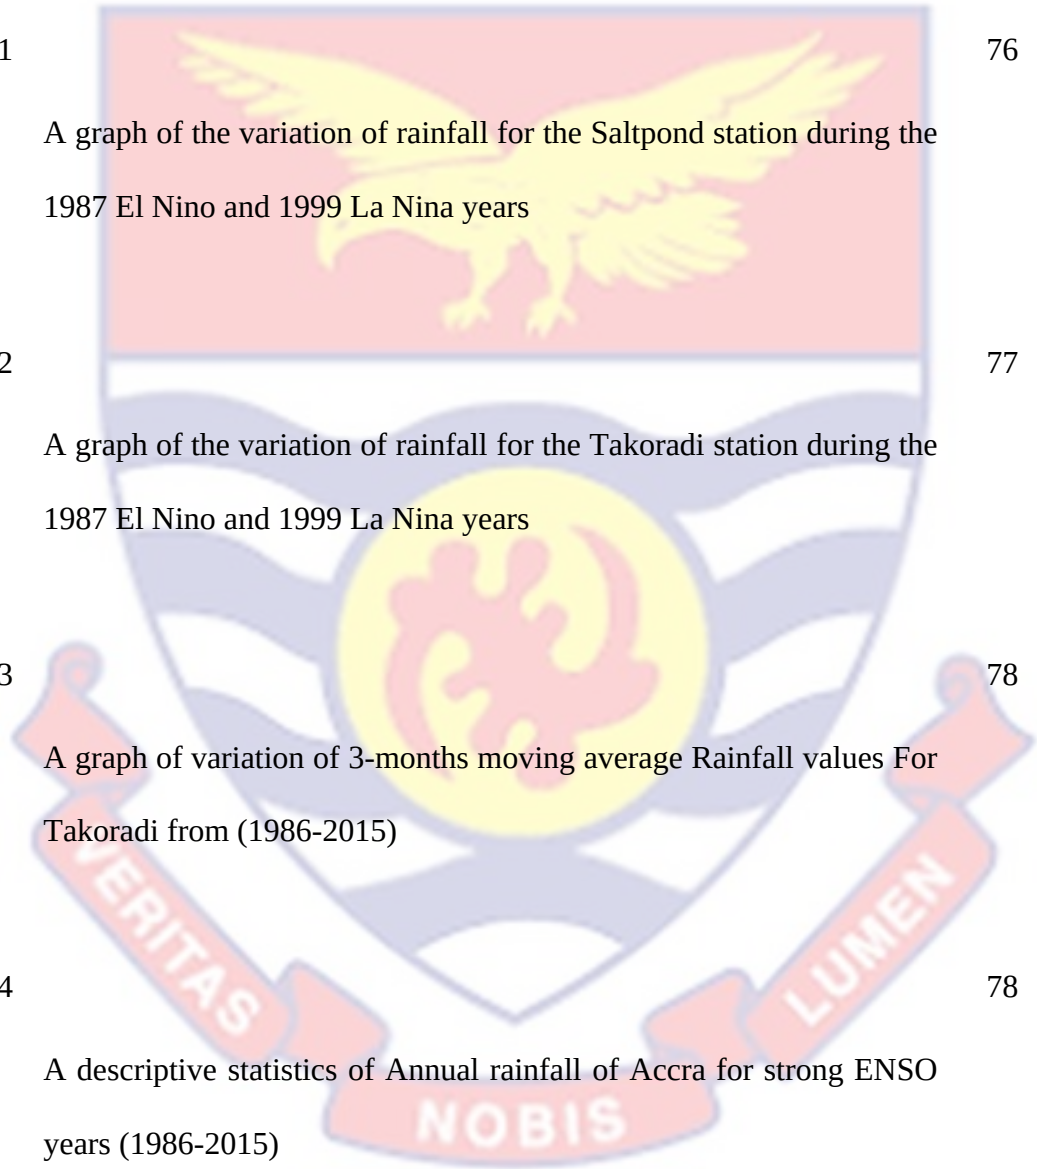 1 76
A graph of the variation of rainfall for the Saltpond station during the
1987 El Nino and 1999 La Nina years
2 77
A graph of the variation of rainfall for the Takoradi station during the
1987 El Nino and 1999 La Nina years
3 78
A graph of variation of 3-months moving average Rainfall values For
Takoradi from (1986-2015)
4 78
A descriptive statistics of Annual rainfall of Accra for strong ENSO
years (1986-2015)
VERITAS
NOBIS
LUMEN